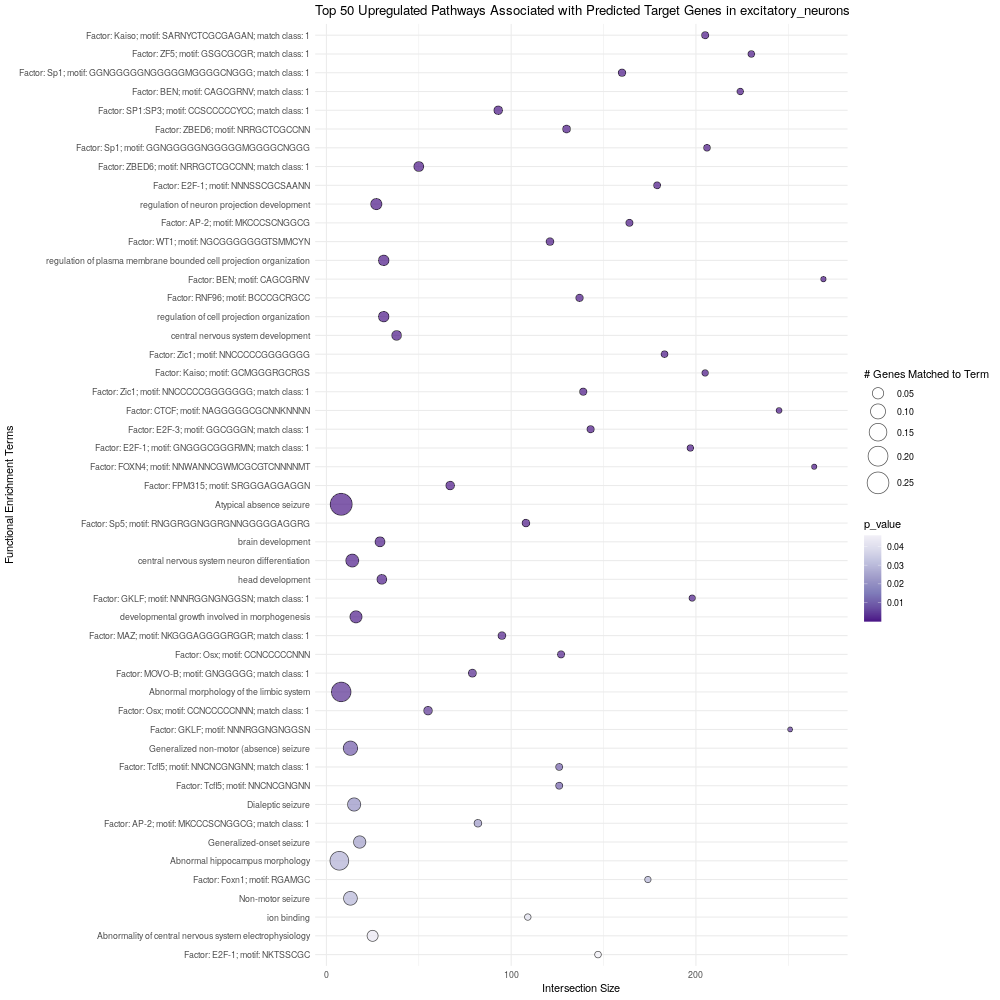 Top 50 Upregulated Pathways Associated with Predicted Target Genes in excitatory_neurons
Functional Enrichment Terms
Factor: Kaiso; motif: SARNYCTCGCGAGAN; match class: 1
Factor: ZF5; motif: GSGCGCGR; match class: 1
Factor: Sp1; motif: GGNGGGGGNGGGGGMGGGGCNGGG; match class: 1
Factor: BEN; motif: CAGCGRNV; match class: 1
Factor: SP1:SP3; motif: CCSCCCCCYCC; match class: 1
Factor: ZBED6; motif: NRRGCTCGCCNN
Factor: Sp1; motif: GGNGGGGGNGGGGGMGGGGCNGGG
Factor: ZBED6; motif: NRRGCTCGCCNN; match class: 1
Factor: E2F-1; motif: NNNSSCGCSAANN
regulation of neuron projection development
Factor: AP-2; motif: MKCCCSCNGGCG
Factor: WT1; motif: NGCGGGGGGGTSMMCYN
regulation of plasma membrane bounded cell projection organization
Factor: BEN; motif: CAGCGRNV
Factor: RNF96; motif: BCCCGCRGCC
regulation of cell projection organization
central nervous system development
Factor: Zic1; motif: NNCCCCCGGGGGGG
Factor: Kaiso; motif: GCMGGGRGCRGS
Factor: Zic1; motif: NNCCCCCGGGGGGG; match class: 1
Factor: CTCF; motif: NAGGGGGCGCNNKNNNN
Factor: E2F-3; motif: GGCGGGN; match class: 1
Factor: E2F-1; motif: GNGGGCGGGRMN; match class: 1
Factor: FOXN4; motif: NNWANNCGWMCGCGTCNNNNMT
Factor: FPM315; motif: SRGGGAGGAGGN
Atypical absence seizure
Factor: Sp5; motif: RNGGRGGNGGRGNNGGGGGAGGRG
brain development
central nervous system neuron differentiation
head development
Factor: GKLF; motif: NNNRGGNGNGGSN; match class: 1
developmental growth involved in morphogenesis
Factor: MAZ; motif: NKGGGAGGGGRGGR; match class: 1
Factor: Osx; motif: CCNCCCCCNNN
Factor: MOVO-B; motif: GNGGGGG; match class: 1
Abnormal morphology of the limbic system
Factor: Osx; motif: CCNCCCCCNNN; match class: 1
Factor: GKLF; motif: NNNRGGNGNGGSN
Generalized non-motor (absence) seizure
Factor: Tcfl5; motif: NNCNCGNGNN; match class: 1
Factor: Tcfl5; motif: NNCNCGNGNN
Dialeptic seizure
Factor: AP-2; motif: MKCCCSCNGGCG; match class: 1
Generalized-onset seizure
Abnormal hippocampus morphology
Factor: Foxn1; motif: RGAMGC
Non-motor seizure
ion binding
Abnormality of central nervous system electrophysiology
Factor: E2F-1; motif: NKTSSCGC
0 100 200
Intersection Size
# Genes Matched to Term
0.05
0.10
0.15
0.20
0.25
p_value
0.04
0.03
0.02
0.01